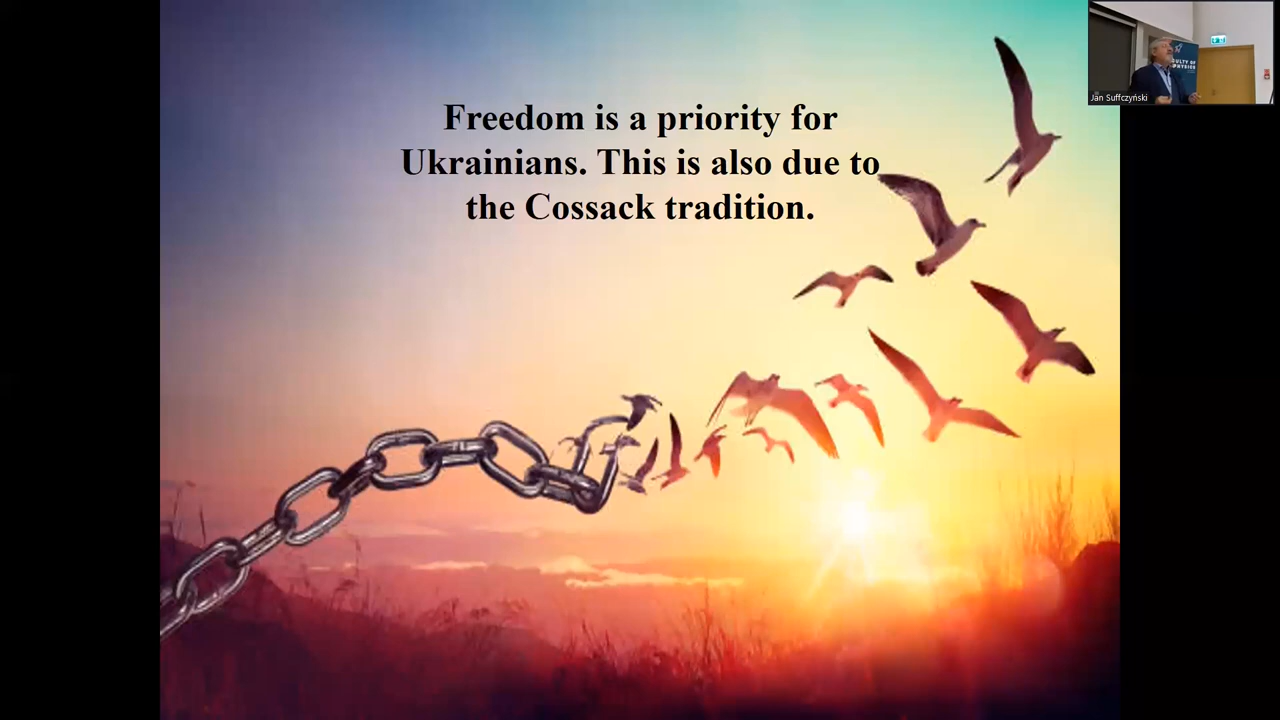 Freedom is a priority for
Ukrainians. This is also due to
the Cossack tradition.
Jan Suffczyński